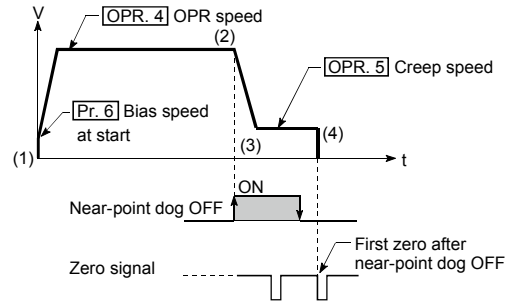 V
OPR. 4 OPR speed
(2)
OPR. 5 Creep speed
Pr. 6 Bias speed
at start
(1)
(3)
(4)
t
ON
Near-point dog OFF
First zero after
near-point dog OFF
Zero signal